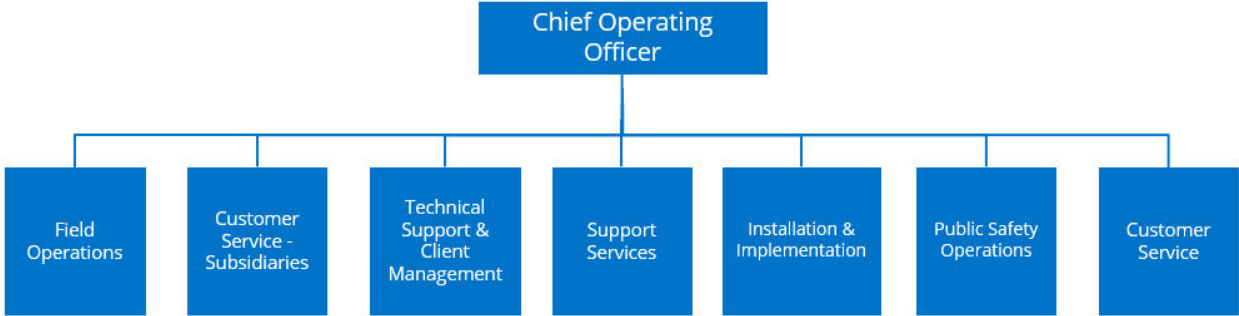 Chief Operating
Officer
Field
Operations
Customer
Service -
Subsidiaries
Technical
Support &
Client
Management
Support
Services
Installation &
Implementation
Public Safety
Operations
Customer
Service